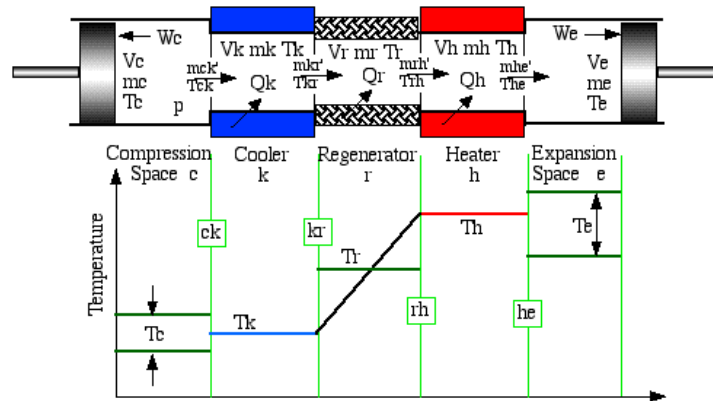 Wc
We
Vk mk Tk
Vr mr Tr
Vh mh Th
Vc
mc
Tc
p
mck'
Tck
Qk
mkr'
Tkr
Qr
mrh'
Trh
Qh
mhe'
The
Ve
me
Te
Compression
Space c
Cooler
k
Regenerator
r
Heater
h
Expansion
Space e
Temperature
ck
kr
rh
he
Tc
Tk
Tr
Th
Te